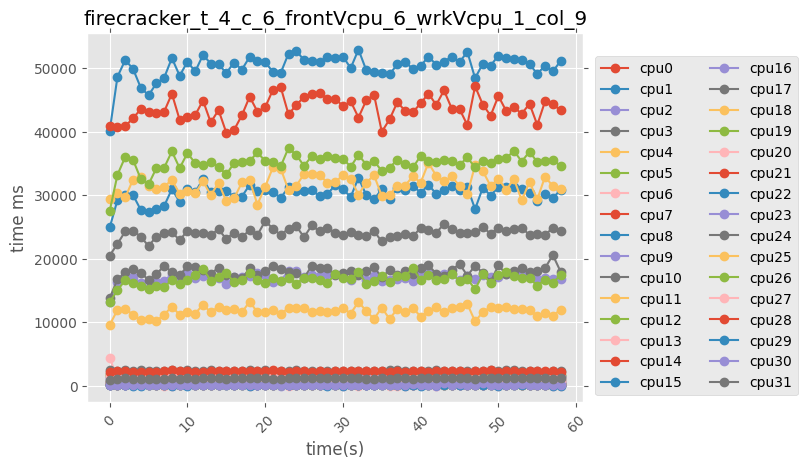 firecracker_t_4_c_6_frontVcpu_6_wrkVcpu_1_col_9
time ms
50000
40000
30000
20000
10000
0
0
10
20
30
40
50
60
time(s)
cpu0
cpu1
cpu2
cpu3
cpu4
cpu5
cpu6
cpu7
cpu8
cpu9
cpu10
cpu11
cpu12
cpu13
cpu14
cpu15
cpu16
cpu17
cpu18
cpu19
cpu20
cpu21
cpu22
cpu23
cpu24
cpu25
cpu26
cpu27
cpu28
cpu29
cpu30
cpu31